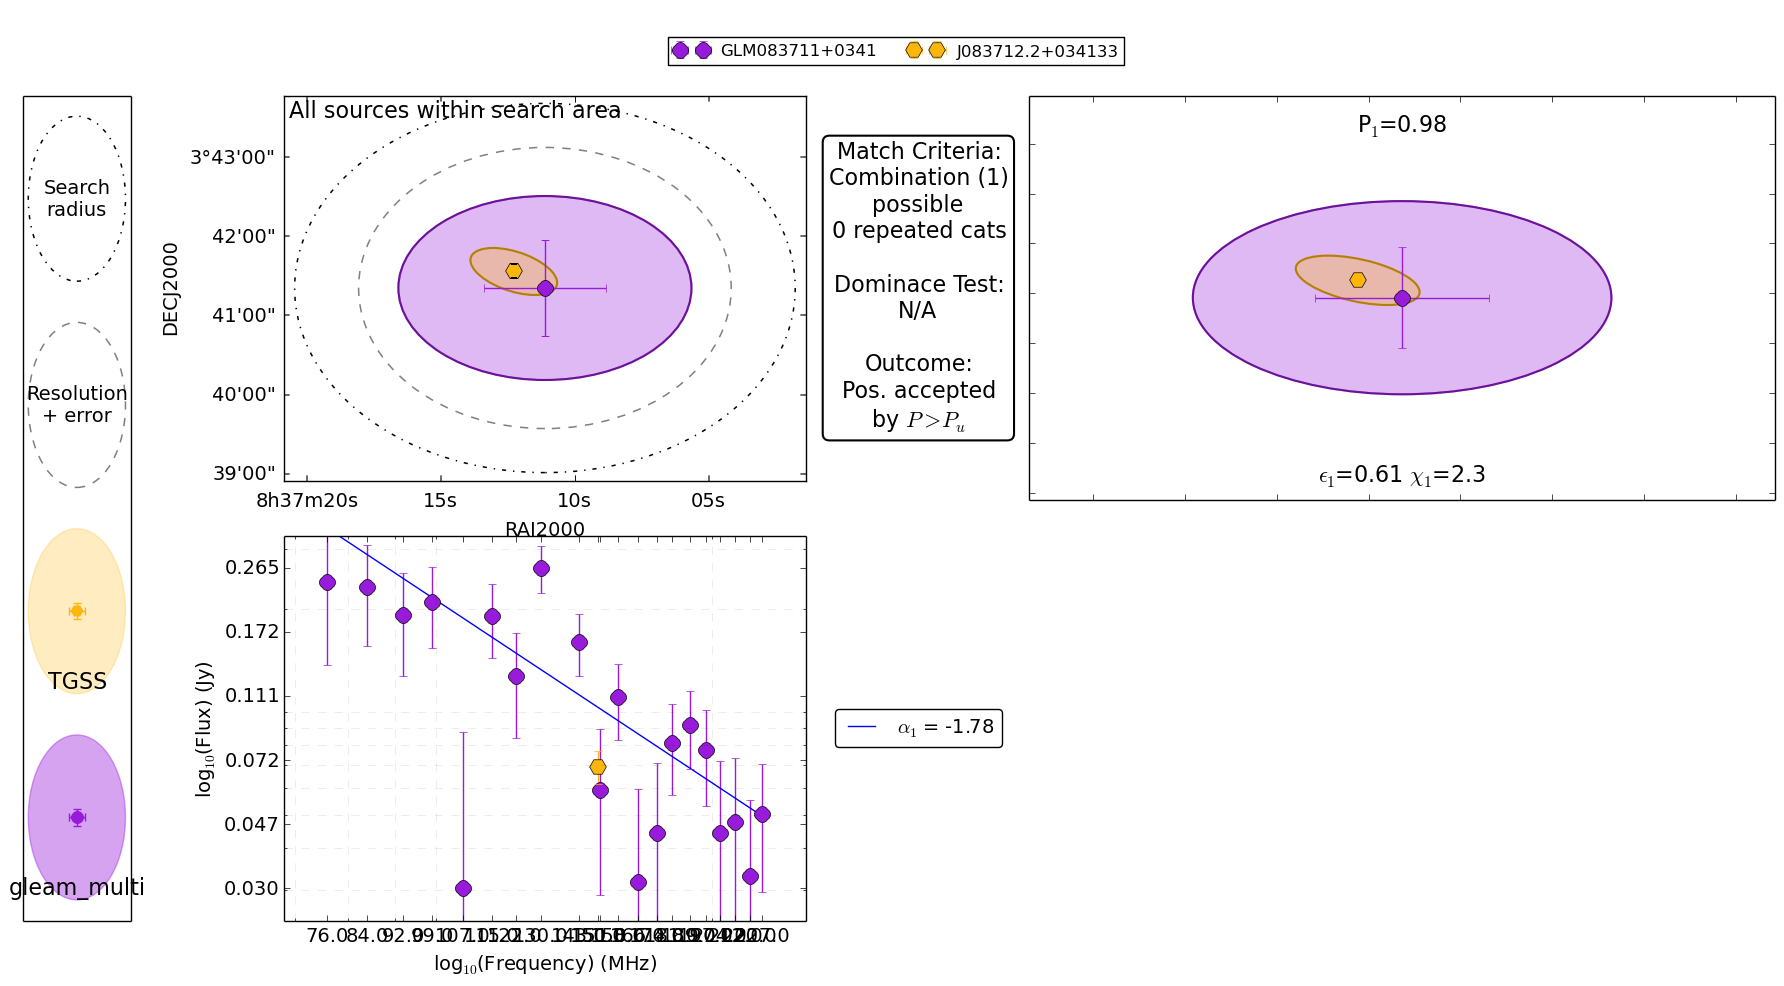 GLM083711+0341 J083712.2+034133
Search
radius
Resolution
+ error
TGSS
gleam_multi
All sources within search area
3°43'00"
42'00"
41'00"
40'00"
39'00"
DECJ2000
8h37m20s 15s 10s 05s
RAJ2000
Match Criteria:
Combination (1)
possible
0 repeated cats
Dominace Test:
N/A
Outcome:
Pos. accepted
by P>Pu
P1=0.98
ϵ1=0.61 χ1=2.3
0.265
0.172
0.111
0.072
0.047
0.030
log10(Flux) (Jy)
76.0 84.0 92.0
log10(Frequency) (MHz)
α1 = -1.78